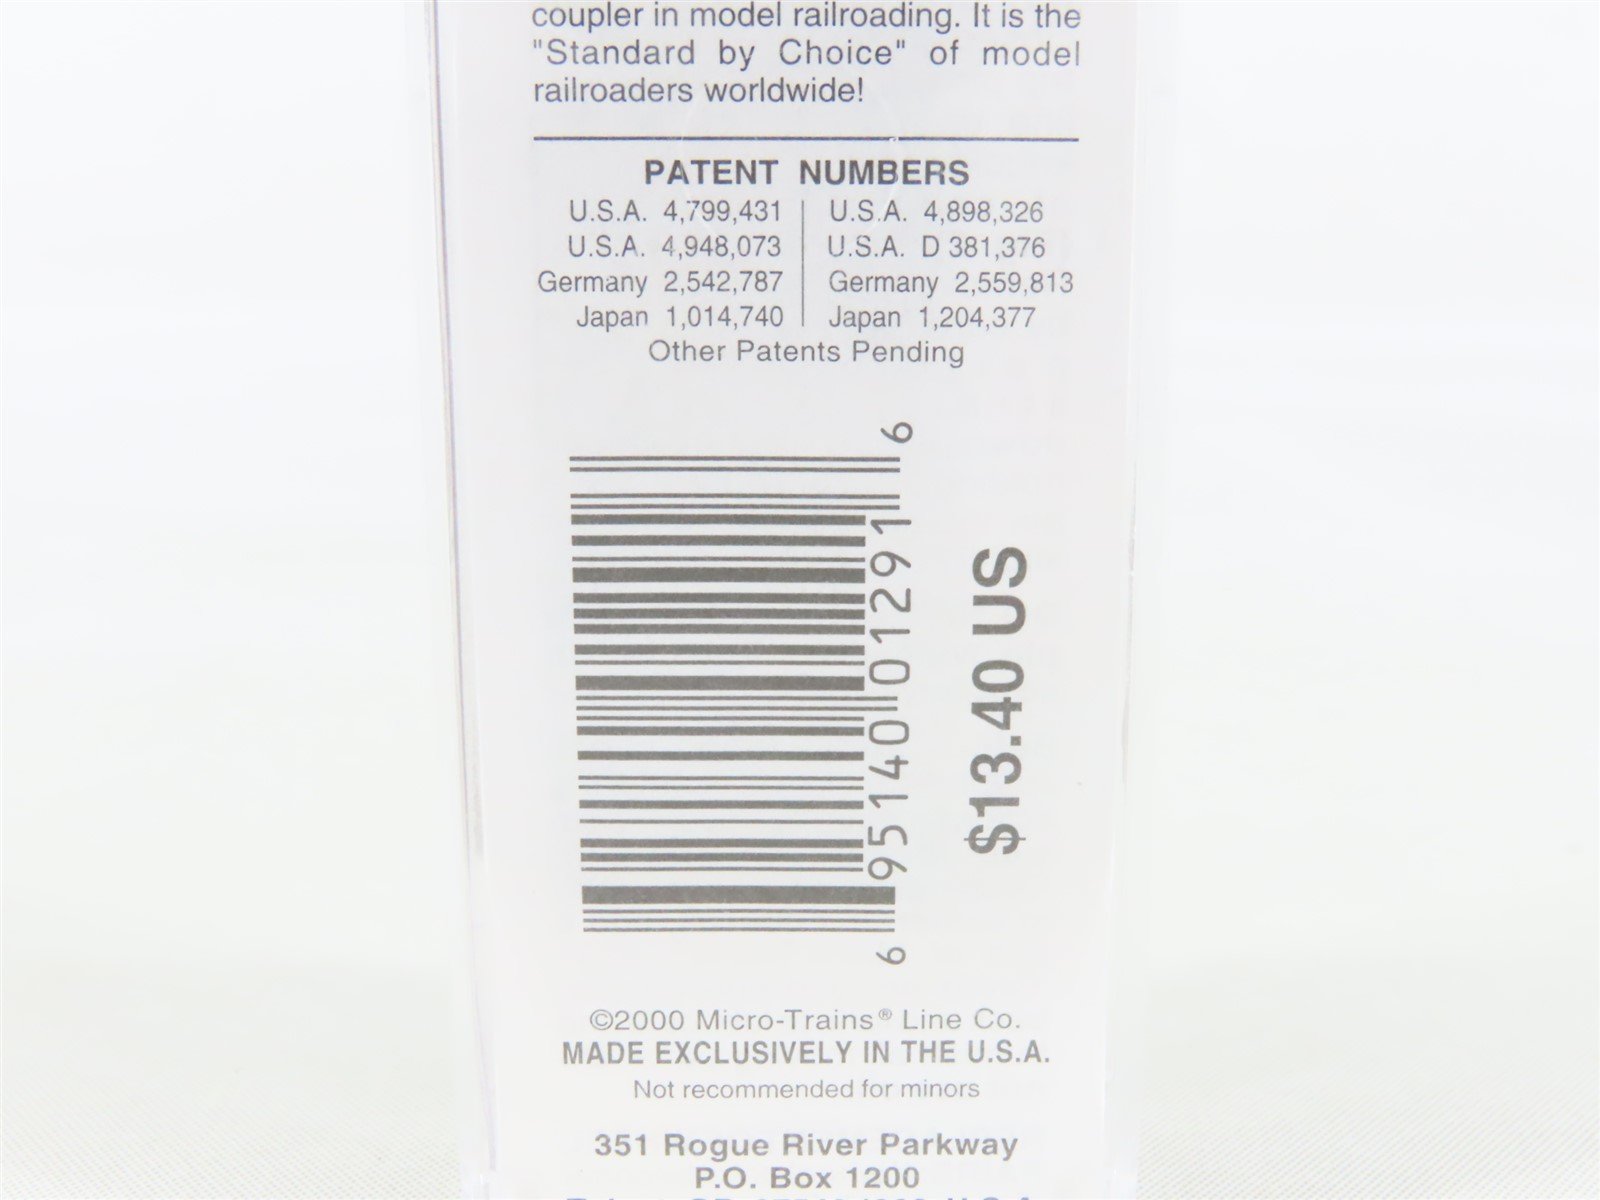 coupler in model railroading. It is the
"Standard by Choice" of model
railroaders worldwide!
PATENT NUMBERS
U.S.A. 4,799,431 U.S.A. 4,898,326
U.S.A. 4,948,073 U.S.A. D 381,376
Germany 2,542,787 Germany 2,559,813
Japan 1,014,740 Japan 1,204,377
Other Patents Pending
6 95140 01291 6
$13.40 US
©2000 Micro-Trains® Line Co.
MADE EXCLUSIVELY IN THE U.S.A.
Not recommended for minors
351 Rogue River Parkway
P.O. Box 1200